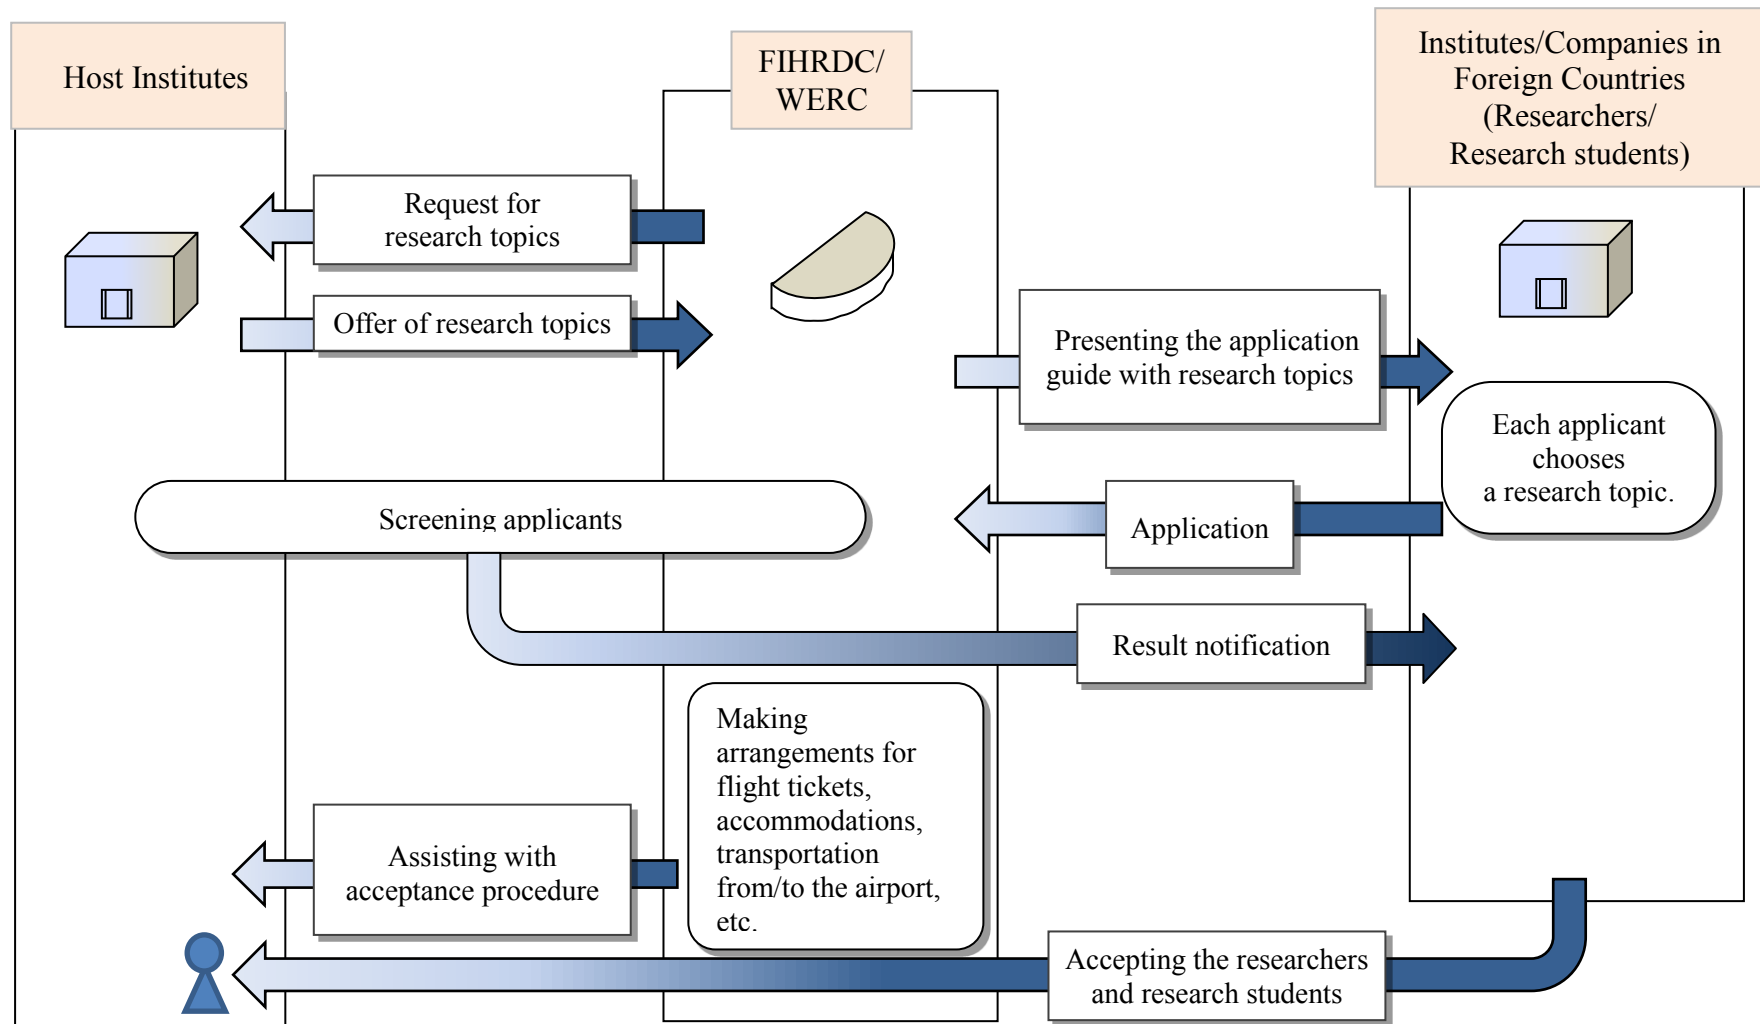 Host Institutes
FIHRDC/
WERC
Institutes/Companies in
Foreign Countries
(Researchers/
Research students)
Request for
research topics
Offer of research topics
Presenting the application
guide with research topics
Each applicant
chooses
a research topic.
Screening applicants
Application
Result notification
Making
arrangements for
flight tickets,
accommodations,
transportation
from/to the airport,
etc.
Assisting with
acceptance procedure
Accepting the researchers
and research students